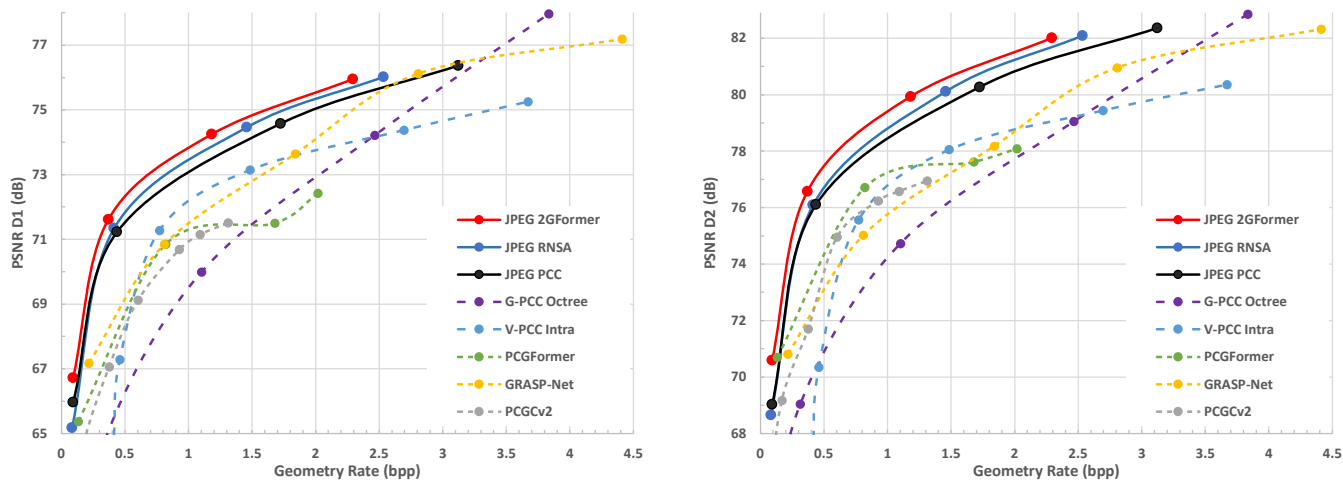 77
75
73
71
69
67
65
PSNR D1 (dB)
0 0.5 1 1.5 2 2.5 3 3.5 4 4.5
Geometry Rate (bpp)
JPEG 2GFormer
JPEG RNSA
JPEG PCC
G-PCC Octree
V-PCC Intra
PCGFormer
GRASP-Net
PCGCv2
82
80
78
76
74
72
70
68
PSNR D2 (dB)
0 0.5 1 1.5 2 2.5 3 3.5 4 4.5
Geometry Rate (bpp)
JPEG 2GFormer
JPEG RNSA
JPEG PCC
G-PCC Octree
V-PCC Intra
PCGFormer
GRASP-Net
PCGCv2